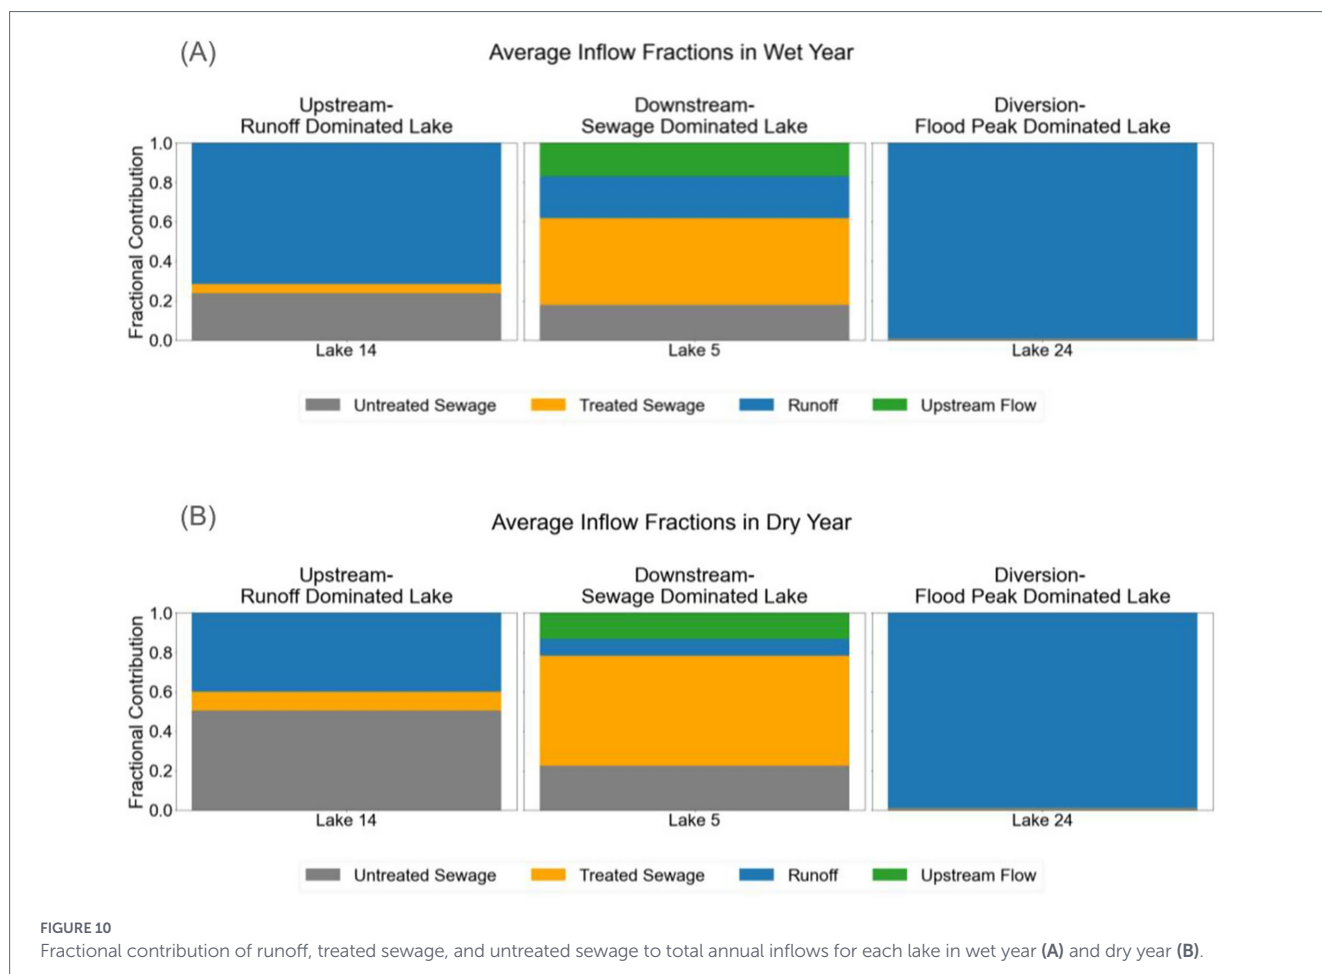 (A)
Average Inflow Fractions in Wet Year
Upstream-
Runoff Dominated Lake
Downstream-
Sewage Dominated Lake
Diversion-
Flood Peak Dominated Lake
Fractional Contribution
1.0
0.8
0.6
0.4
0.2
0.0
Lake 14
Lake 5
Lake 24
Untreated Sewage
Treated Sewage
Runoff
Upstream Flow
(B)
Average Inflow Fractions in Dry Year
Upstream-
Runoff Dominated Lake
Downstream-
Sewage Dominated Lake
Diversion-
Flood Peak Dominated Lake
Fractional Contribution
1.0
0.8
0.6
0.4
0.2
0.0
Lake 14
Lake 5
Lake 24
Untreated Sewage
Treated Sewage
Runoff
Upstream Flow
FIGURE 10
Fractional contribution of runoff, treated sewage, and untreated sewage to total annual inflows for each lake in wet year (A) and dry year (B).